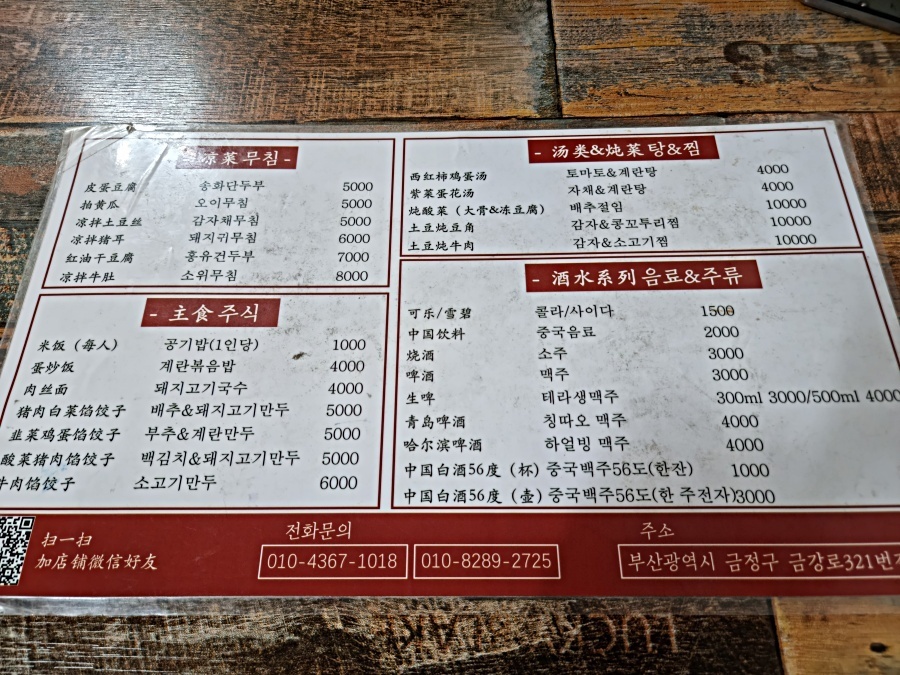 凉菜 무침 -
皮蛋豆腐 송화단두부 5000
拍黄瓜 오이무침 5000
凉拌土豆丝 감자채무침 5000
凉拌猪耳 돼지귀무침 6000
红油干豆腐 홍유건두부 7000
凉拌牛肚 소위무침 8000
- 主食 주식 -
米饭 (每人) 공기밥(1인당) 1000
蛋炒饭 계란볶음밥 4000
肉丝面 돼지고기국수 4000
猪肉白菜馅饺子 배추&돼지고기만두 5000
韭菜鸡蛋馅饺子 부추&계란만두 5000
酸菜猪肉馅饺子 백김치&돼지고기만두 5000
牛肉馅饺子 소고기만두 6000
- 汤类&炖菜 탕&찜 -
西红柿鸡蛋汤 토마토&계란탕 4000
紫菜蛋花汤 자채&계란탕 4000
炖酸菜 (大骨&冻豆腐) 배추절임 10000
土豆炖豆角 감자&콩꼬투리찜 10000
土豆炖牛肉 감자&소고기찜 10000
- 酒水系列 음료&주류 -
可乐/雪碧 콜라/사이다 1500
中国饮料 중국음료 2000
烧酒 소주 3000
啤酒 맥주 3000
生啤 테라생맥주 300ml 3000/500ml 4000
青岛啤酒 칭따오 맥주 4000
哈尔滨啤酒 하얼빙 맥주 4000
中国白酒56度 (杯) 중국백주56도(한잔) 1000
中国白酒56度 (壶) 중국백주56도(한 주전자)3000
扫一扫
加店铺微信好友
전화문의
010-4367-1018 010-8289-2725
주소
부산광역시 금정구 금강로321번